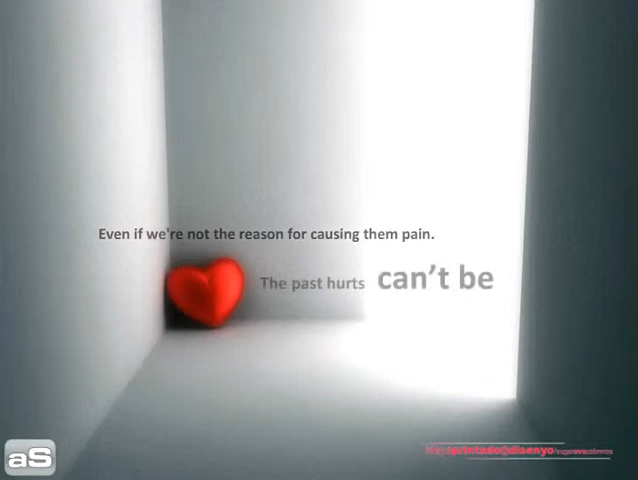 Even if we're not the reason for causing them pain.
The past hurts can't be
aS